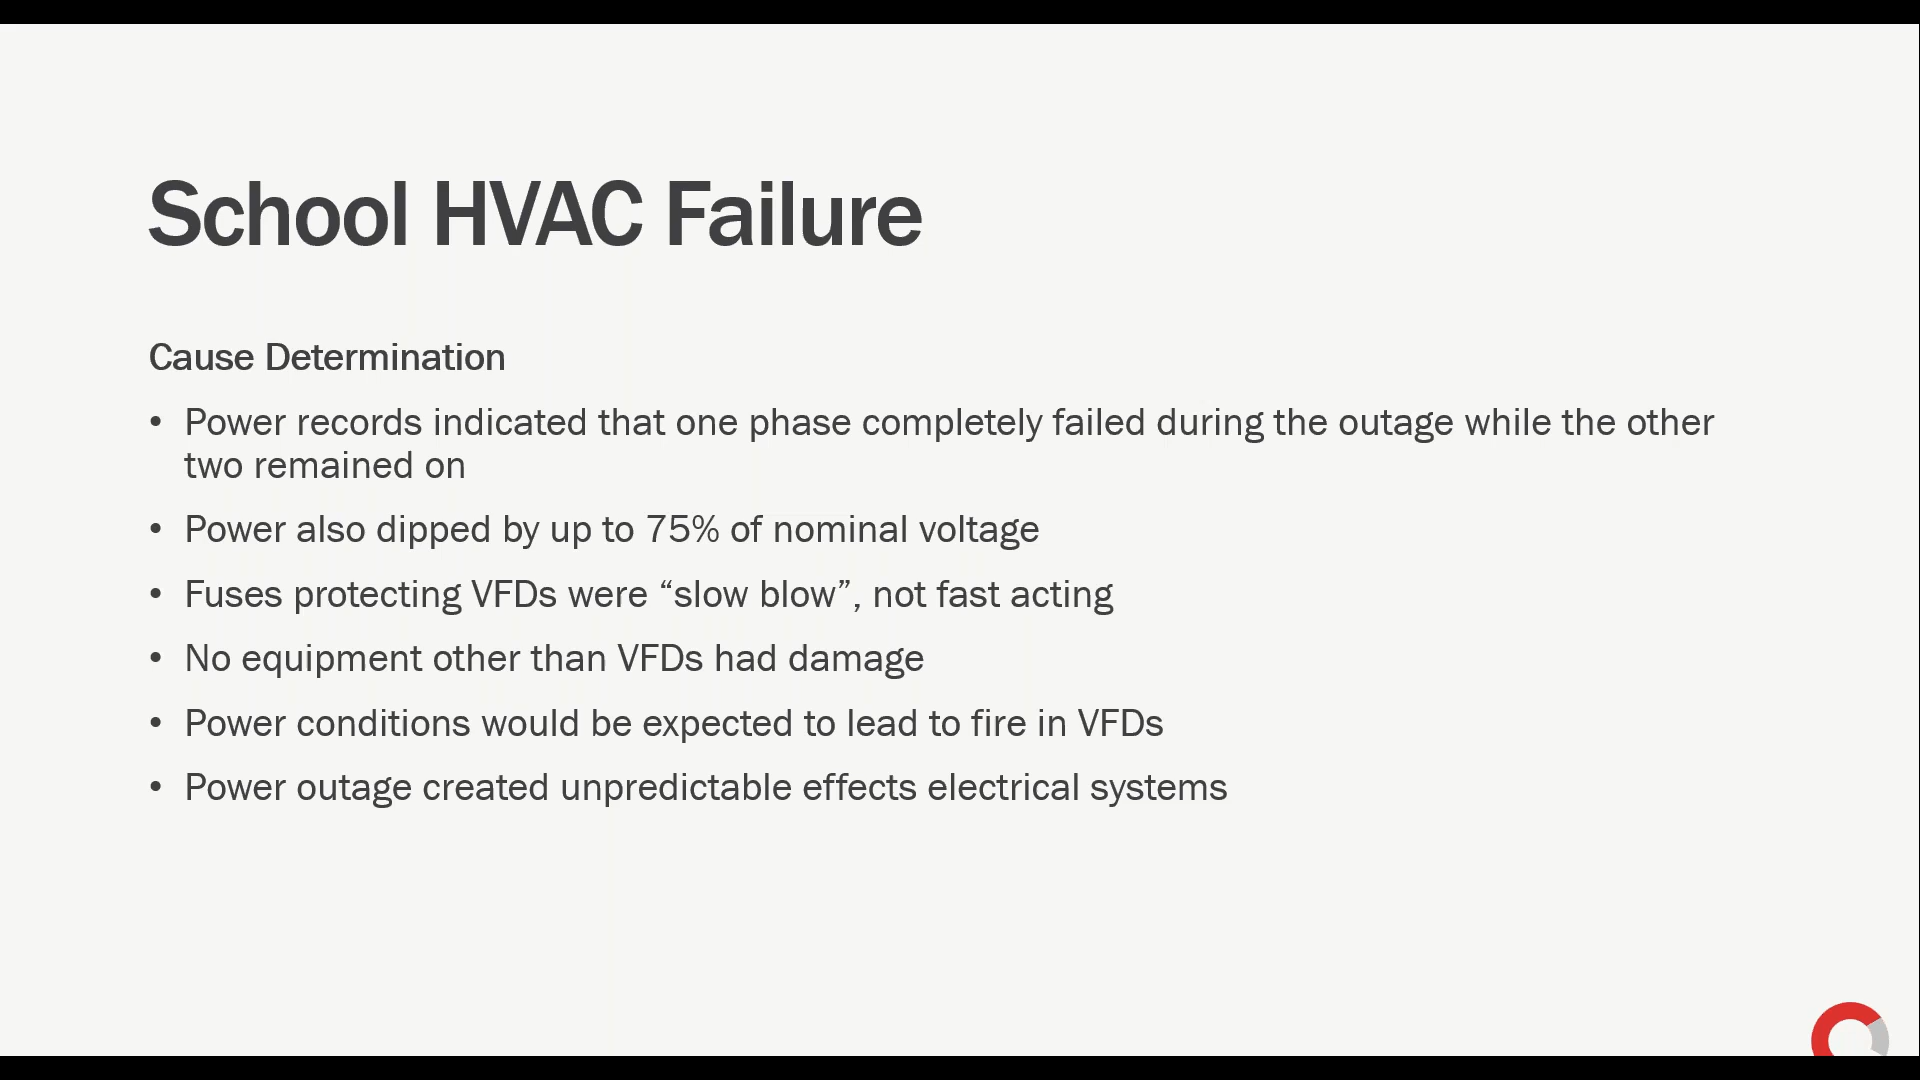 School HVAC Failure
Cause Determination
• Power records indicated that one phase completely failed during the outage while the other
two remained on
• Power also dipped by up to 75% of nominal voltage
• Fuses protecting VFDs were “slow blow”, not fast acting
• No equipment other than VFDs had damage
• Power conditions would be expected to lead to fire in VFDs
• Power outage created unpredictable effects electrical systems